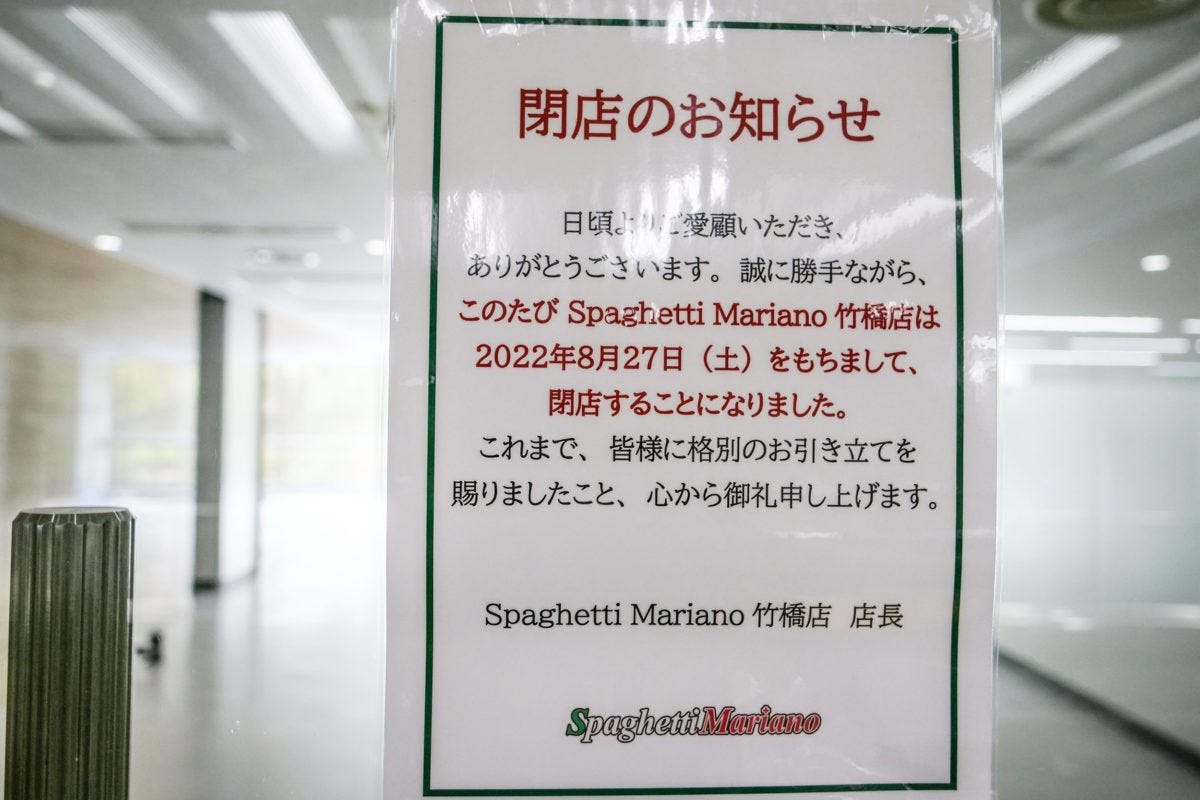 閉店のお知らせ
日頃よりご愛顧いただき、
ありがとうございます。誠に勝手ながら、
このたび Spaghetti Mariano 竹橋店は
2022年8月27日（土）をもちまして、
閉店することになりました。
これまで、皆様に格別のお引き立てを
賜りましたこと、心から御礼申し上げます。
Spaghetti Mariano 竹橋店 店長
SpaghettiMariano